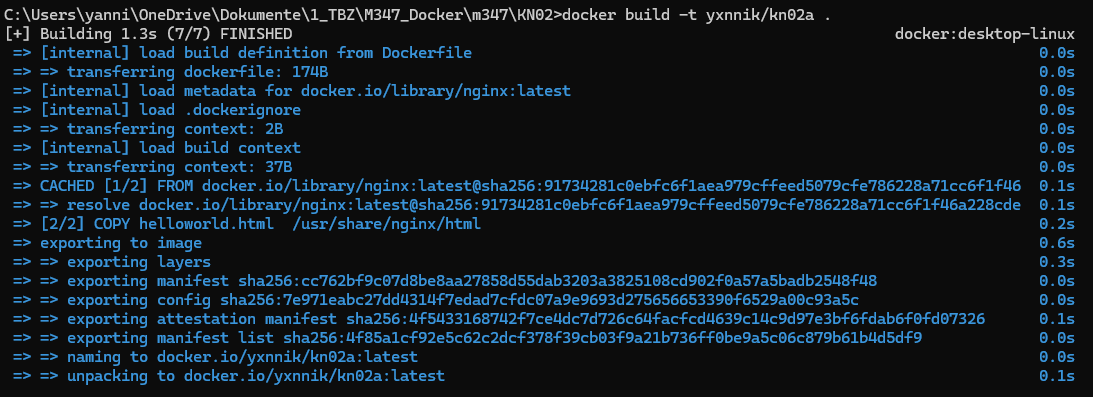 C:\Users\yanni\OneDrive\Dokumente\1_TBZ\M347_Docker\m347\KN02>docker build -t yxnnik/kn02a .
[+] Building 1.3s (7/7) FINISHED docker:desktop-linux
=> [internal] load build definition from Dockerfile 0.0s
=> => transferring dockerfile: 174B 0.0s
=> [internal] load metadata for docker.io/library/nginx:latest 0.0s
=> [internal] load .dockerignore 0.0s
=> => transferring context: 2B 0.0s
=> [internal] load build context 0.0s
=> => transferring context: 37B 0.0s
=> CACHED [1/2] FROM docker.io/library/nginx:latest@sha256:91734281c0ebfc6f1aea979cffeed5079cfe786228a71cc6f1f46 0.1s
=> => resolve docker.io/library/nginx:latest@sha256:91734281c0ebfc6f1aea979cffeed5079cfe786228a71cc6f1f46a228cde 0.1s
=> [2/2] COPY helloworld.html  /usr/share/nginx/html 0.2s
=> exporting to image 0.6s
=> => exporting layers 0.3s
=> => exporting manifest sha256:cc762bf9c07d8be8aa27858d55dab3203a3825108cd902f0a57a5badb2548f48 0.0s
=> => exporting config sha256:7e971eabc27dd4314f7edad7cfdc07a9e9693d275656653390f6529a00c93a5c 0.0s
=> => exporting attestation manifest sha256:4f5433168742f7ce4dc7d726c64facfcd4639c14c9d97e3bf6fdab6f0fd07326 0.1s
=> => exporting manifest list sha256:4f85a1cf92e5c62c2dcf378f39cb03f9a21b736ff0be9a5c06c879b61b4d5df9 0.0s
=> => naming to docker.io/yxnnik/kn02a:latest 0.0s
=> => unpacking to docker.io/yxnnik/kn02a:latest 0.1s